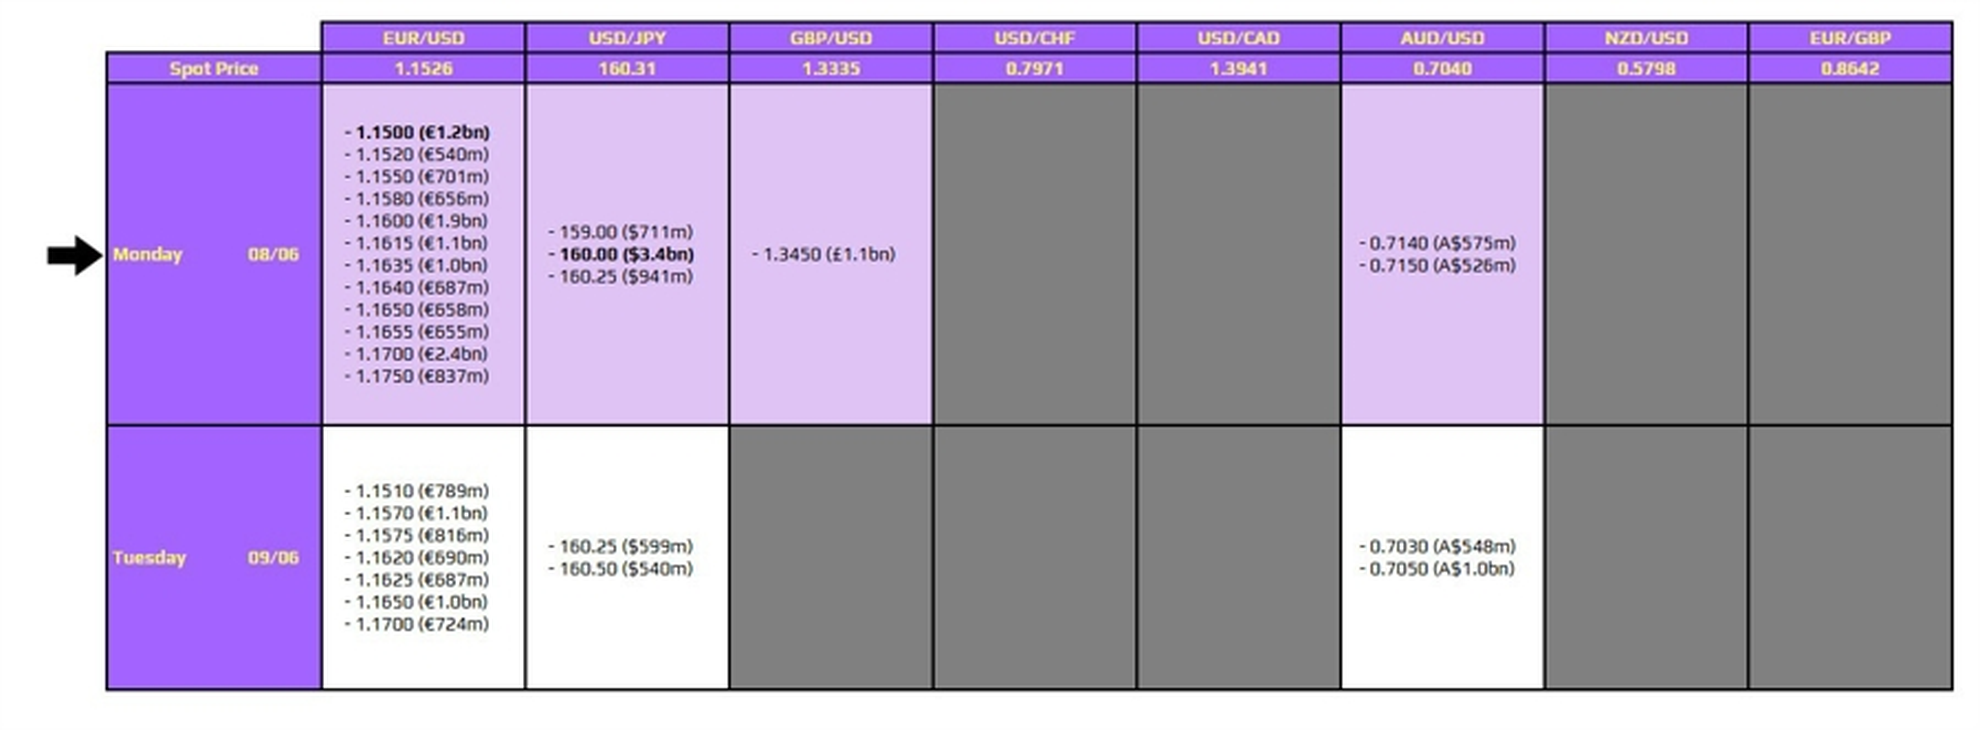 EUR/USD USD/JPY GBP/USD USD/CHF USD/CAD AUD/USD NZD/USD EUR/GBP
Spot Price 1.1526 160.31 1.3335 0.7971 1.3941 0.7040 0.5798 0.8642
Monday 08/06
- 1.1500 (€1.2bn)
- 1.1520 (€540m)
- 1.1550 (€701m)
- 1.1580 (€656m)
- 1.1600 (€1.9bn)
- 1.1615 (€1.1bn)
- 1.1635 (€1.0bn)
- 1.1640 (€687m)
- 1.1650 (€658m)
- 1.1655 (€655m)
- 1.1700 (€2.4bn)
- 1.1750 (€837m)
- 159.00 ($711m)
- 160.00 ($3.4bn)
- 160.25 ($941m)
- 1.3450 (£1.1bn)
- 0.7140 (A$575m)
- 0.7150 (A$526m)
Tuesday 09/06
- 1.1510 (€789m)
- 1.1570 (€1.1bn)
- 1.1575 (€816m)
- 1.1620 (€690m)
- 1.1625 (€687m)
- 1.1650 (€1.0bn)
- 1.1700 (€724m)
- 160.25 ($599m)
- 160.50 ($540m)
- 0.7030 (A$548m)
- 0.7050 (A$1.0bn)